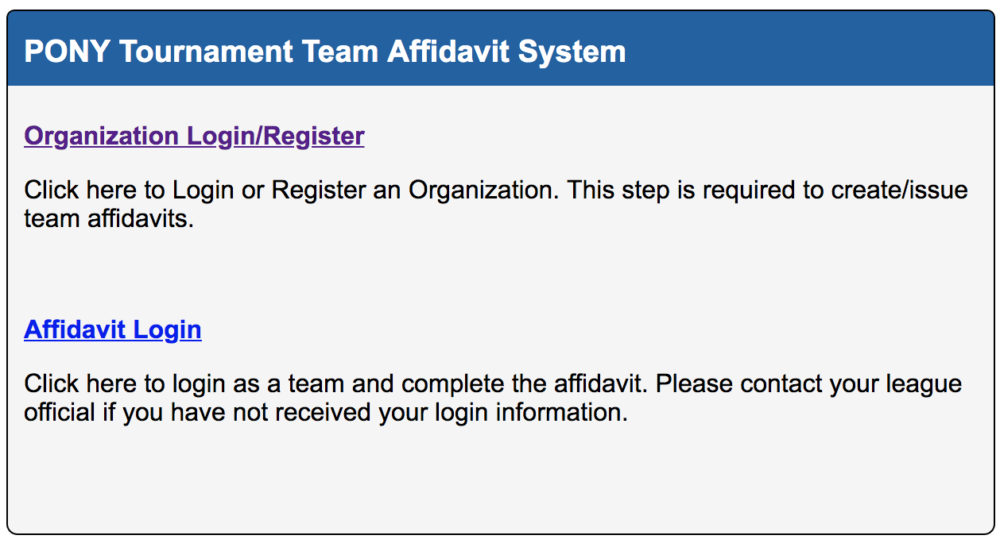 PONY Tournament Team Affidavit System
Organization Login/Register
Click here to Login or Register an Organization. This step is required to create/issue
team affidavits.
Affidavit Login
Click here to login as a team and complete the affidavit. Please contact your league
official if you have not received your login information.